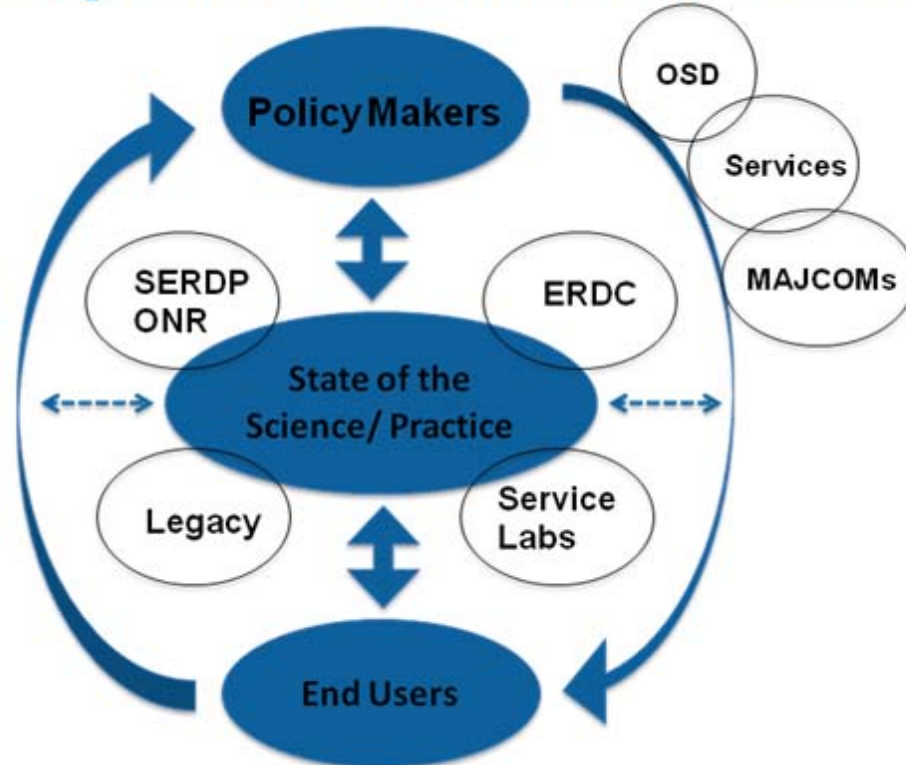 Policy Makers
OSD
Services
MAJCOMs
SERDP
ONR
ERDC
State of the
Science/ Practice
Legacy
Service
Labs
End Users